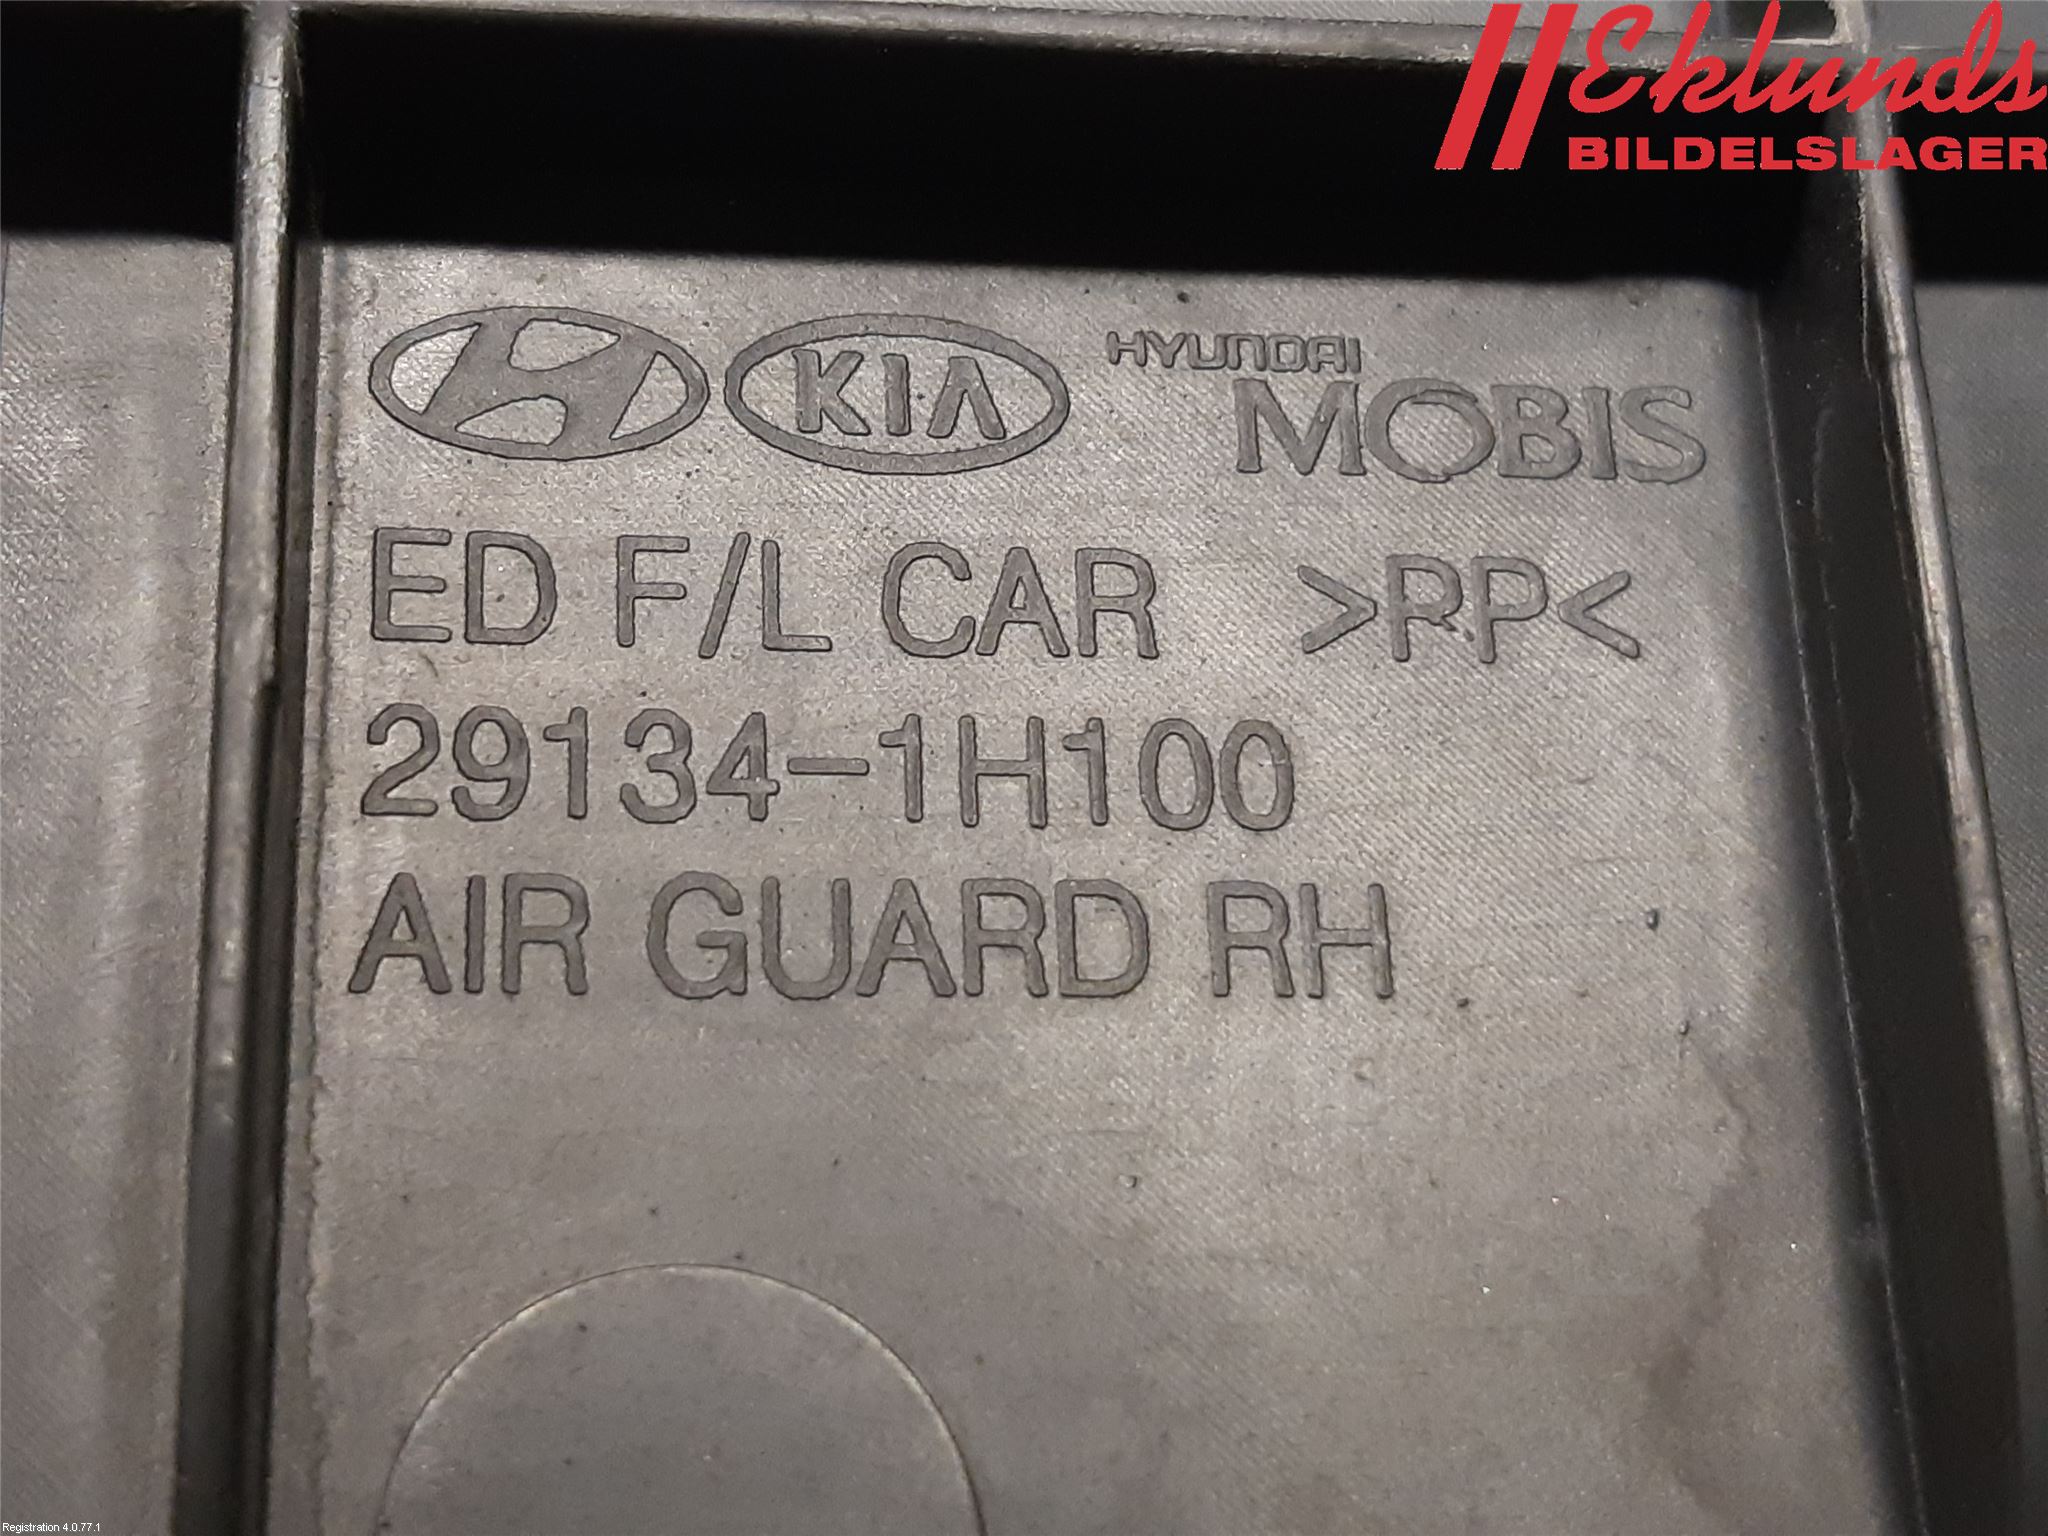 Eklunds
BILDELSLAGER
KIA HYUNDAI
MOBIS
ED F/L CAR >PP<
29134-1H100
AIR GUARD RH
Registration 4.0.77.1